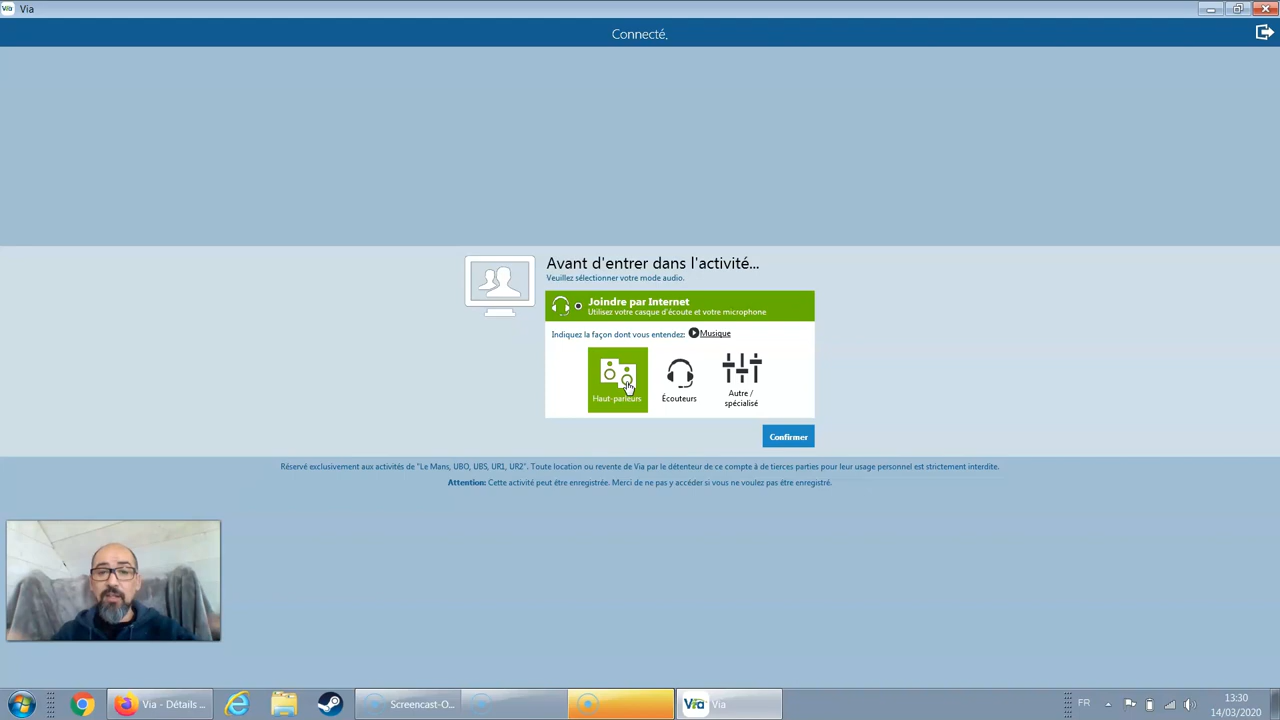 Via
Connecté,
Avant d'entrer dans l'activité...
Veuillez sélectionner votre mode audio.
Joindre par Internet
Utilisez votre casque d'écoute et votre microphone
Indiquez la façon dont vous entendez: Musique
Haut-parleurs
Écouteurs
Autre /
spécialisé
Confirmer
Réservé exclusivement aux activités de "Le Mans, UBO, UBS, UR1, UR2". Toute location ou revente de Via par le détenteur de ce compte à de tierces parties pour leur usage personnel est strictement interdite.
Attention: Cette activité peut être enregistrée. Merci de ne pas y accéder si vous ne voulez pas être enregistré.
Via - Détails ...
Screencast-O...
Via
Via
FR
13:30
14/03/2020